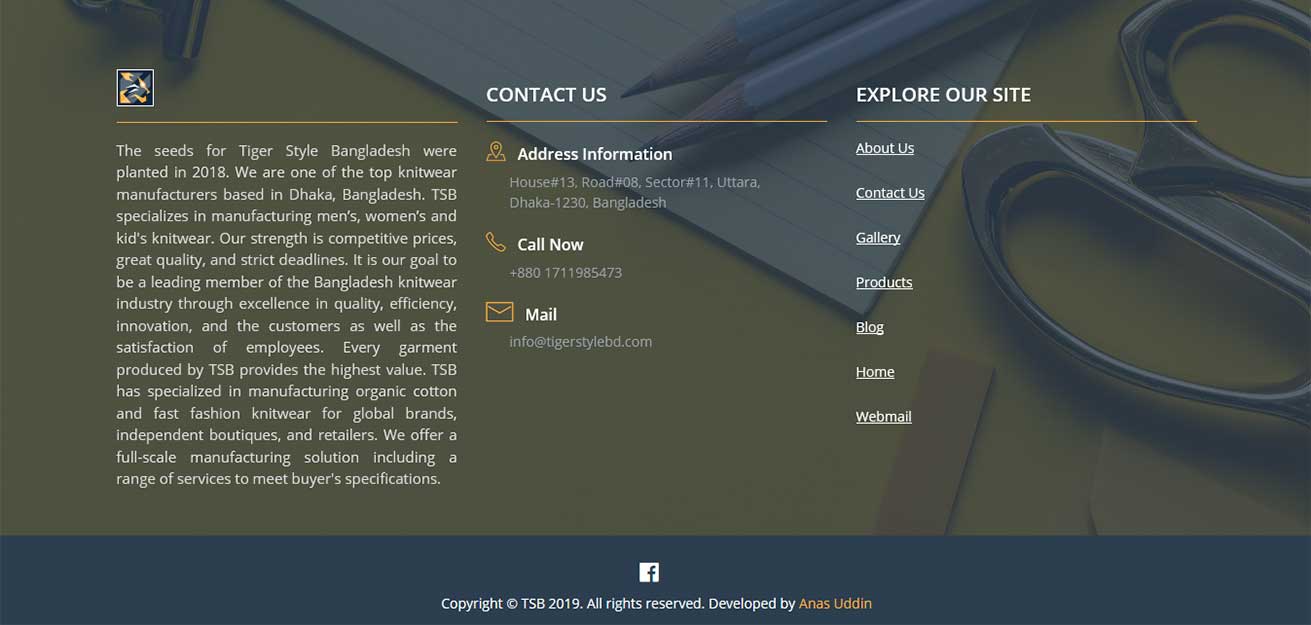 The seeds for Tiger Style Bangladesh were
planted in 2018. We are one of the top knitwear
manufacturers based in Dhaka, Bangladesh. TSB
specializes in manufacturing men’s, women’s and
kid's knitwear. Our strength is competitive prices,
great quality, and strict deadlines. It is our goal to
be a leading member of the Bangladesh knitwear
industry through excellence in quality, efficiency,
innovation, and the customers as well as the
satisfaction of employees. Every garment
produced by TSB provides the highest value. TSB
has specialized in manufacturing organic cotton
and fast fashion knitwear for global brands,
independent boutiques, and retailers. We offer a
full-scale manufacturing solution including a
range of services to meet buyer's specifications.
CONTACT US
Address Information
House#13, Road#08, Sector#11, Uttara,
Dhaka-1230, Bangladesh
Call Now
+880 1711985473
Mail
info@tigerstylebd.com
EXPLORE OUR SITE
About Us
Contact Us
Gallery
Products
Blog
Home
Webmail
Copyright © TSB 2019. All rights reserved. Developed by Anas Uddin